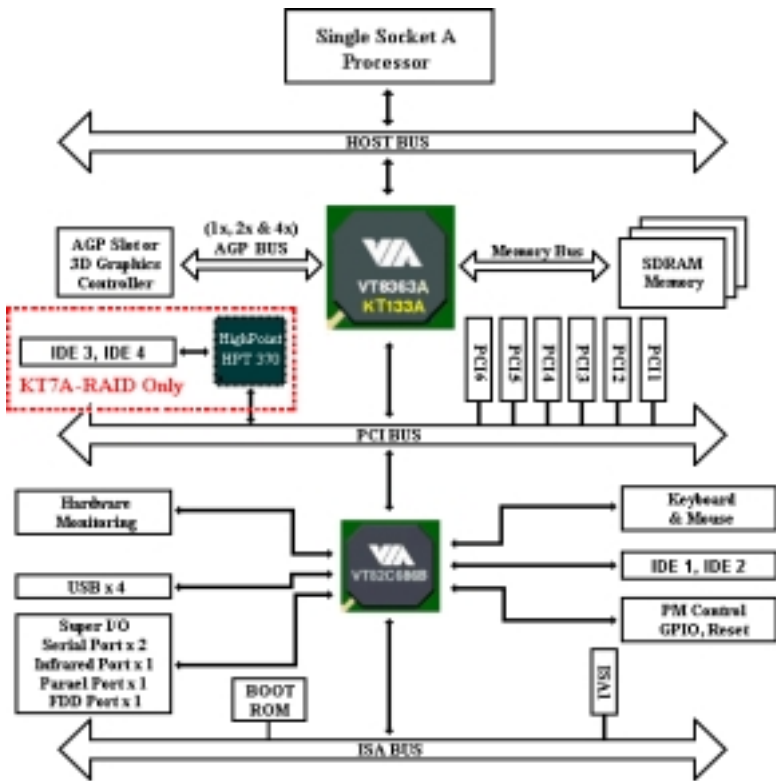 Single Socket A
Processor
HOST BUS
(1x, 2x & 4x)
AGP BUS
AGP Slot or
3D Graphics
Controller
VIA
VT8363A
KT133A
Memory Bus
SDRAM
Memory
IDE 3, IDE 4
HighPoint
HPT 370
KT7A-RAID Only
PCI6
PCI5
PCI4
PCI3
PCI2
PCI1
PCI BUS
Hardware
Monitoring
Keyboard
& Mouse
VIA
VT82C686B
USB x 4
IDE 1, IDE 2
Super I/O
Serial Port x 2
Infrared Port x 1
Parael Port x 1
FDD Port x 1
PM Control
GPIO, Reset
BOOT
ROM
ISA1
ISA BUS